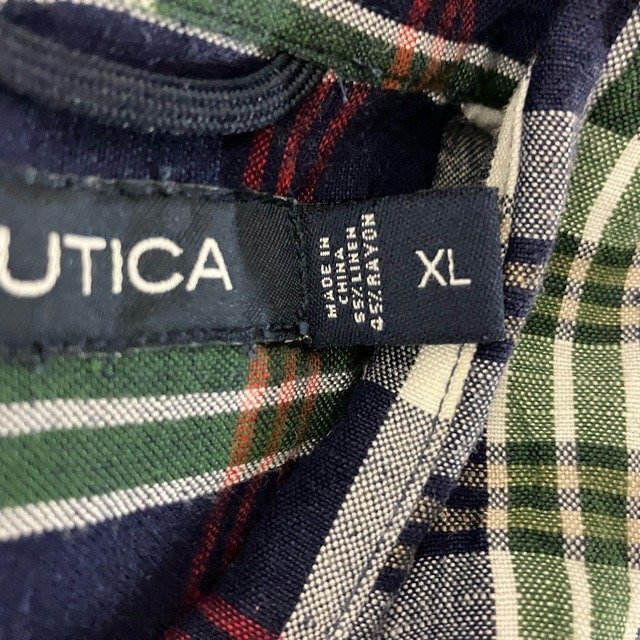 UTICA
MADE IN
CHINA
55%LINEN
45%RAYON
XL